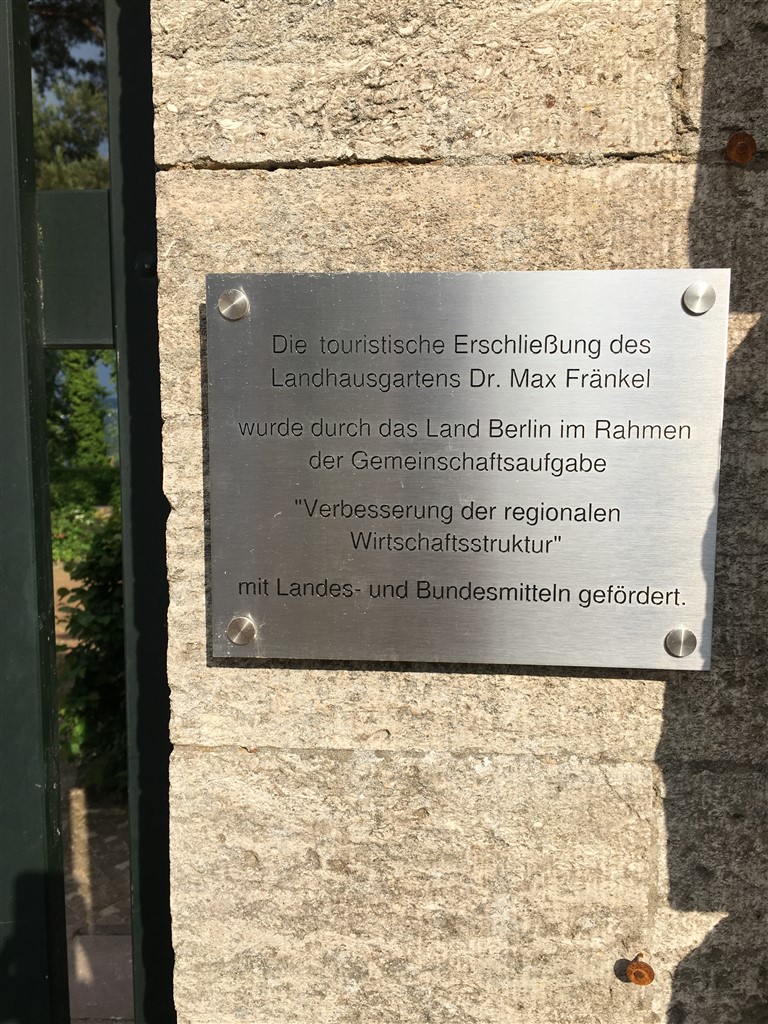 Die touristische Erschließung des
Landhausgartens Dr. Max Fränkel
wurde durch das Land Berlin im Rahmen
der Gemeinschaftsaufgabe
"Verbesserung der regionalen
Wirtschaftsstruktur"
mit Landes- und Bundesmitteln gefördert.